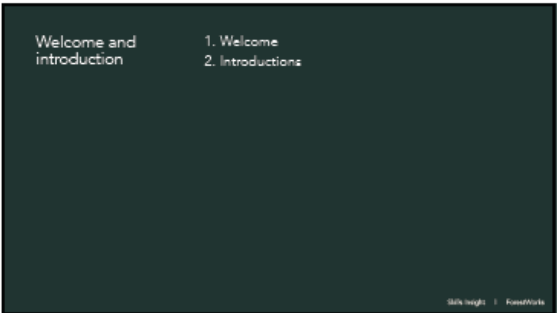 Welcome and
introduction
1. Welcome
2. Introductions
Skills Insight | ForestWorks